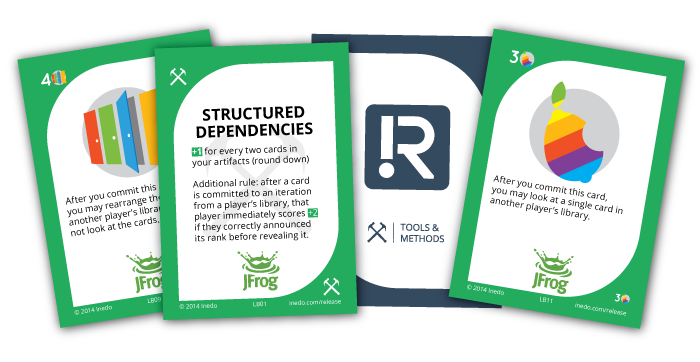 4
After you commit this
you may rearrange the
another player's
not look at the cards.
JFrog
© 2014 Inedo
STRUCTURED
DEPENDENCIES
+1 for every two cards in
your artifacts (round down)
Additional rule: after a card
is committed to an iteration
from a player's library, that
player immediately scores +2
if they correctly announced
its rank before revealing it.
JFrog
© 2014 Inedo
LB01
inedo.com/release
R
TOOLS &
METHODS
3
After you commit this card,
you may look at a single card in
another player's library.
JFrog
© 2014 Inedo
LB11
inedo.com/release
3